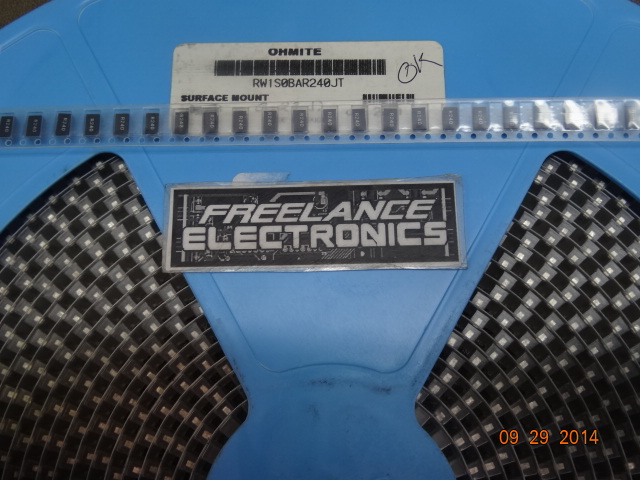 OHMITE
RW1S0BAR240JT
OK
SURFACE MOUNT
FREELANCE
ELECTRONICS
09 29 2014